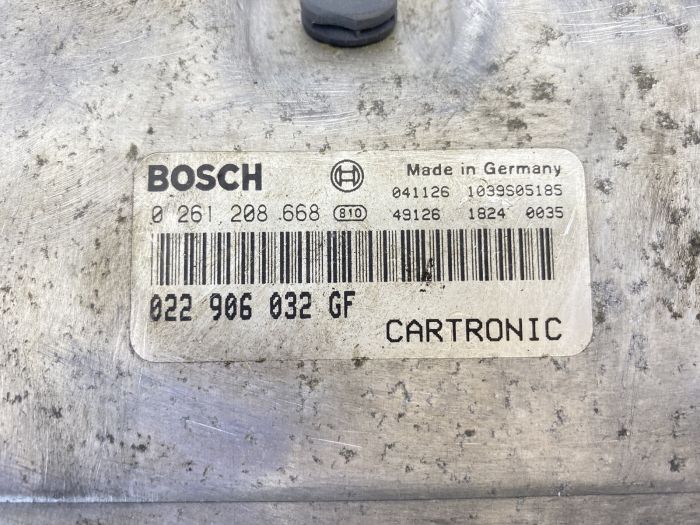 BOSCH Made in Germany
041126 1039S05185
0 261 208 668 810 49126 1824 0035
022 906 032 GF
CARTRONIC